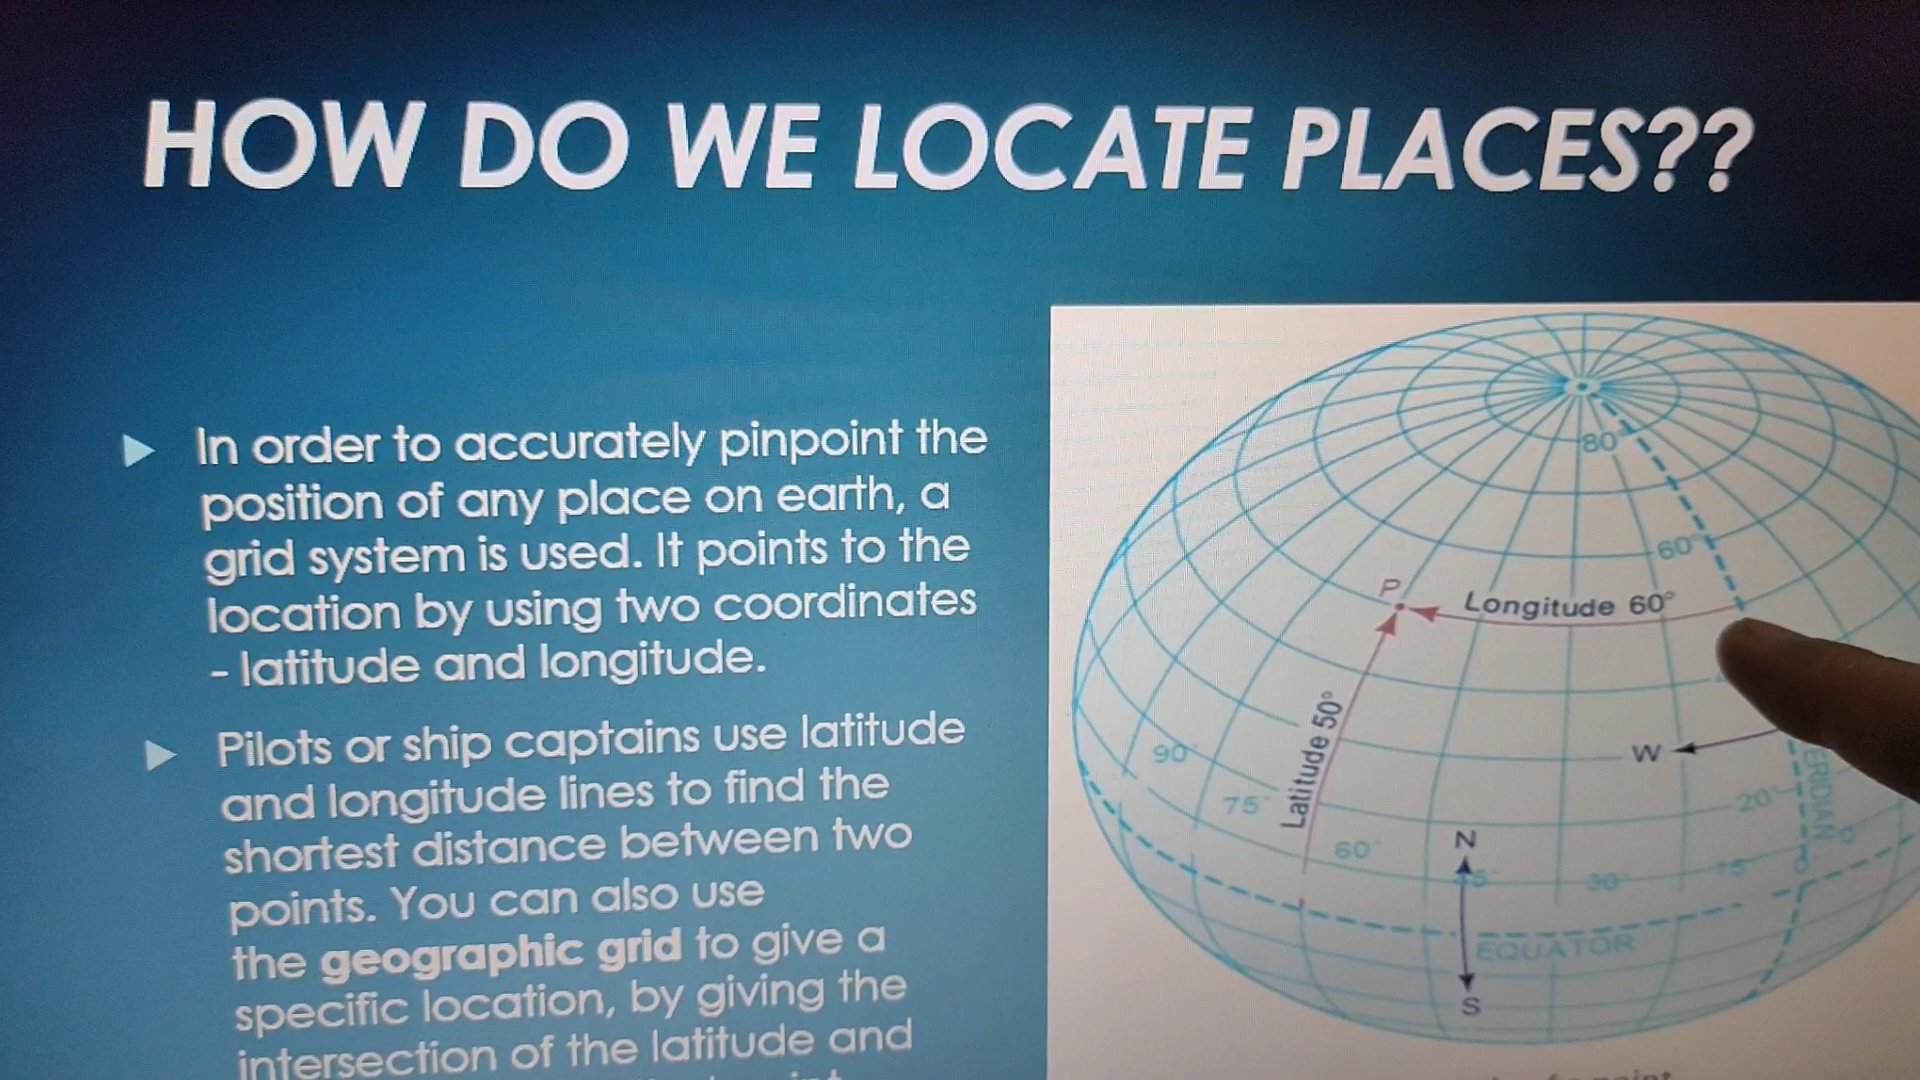 HOW DO WE LOCATE PLACES??
In order to accurately pinpoint the
position of any place on earth, a
grid system is used. It points to the
location by using two coordinates
- latitude and longitude.
Pilots or ship captains use latitude
and longitude lines to find the
shortest distance between two
points. You can also use
the geographic grid to give a
specific location, by giving the
intersection of the latitude and
80°
60°
P
Longitude 60°
Latitude 50°
W
90°
75°
20°
60°
N
30°
15°
0°
EQUATOR
S